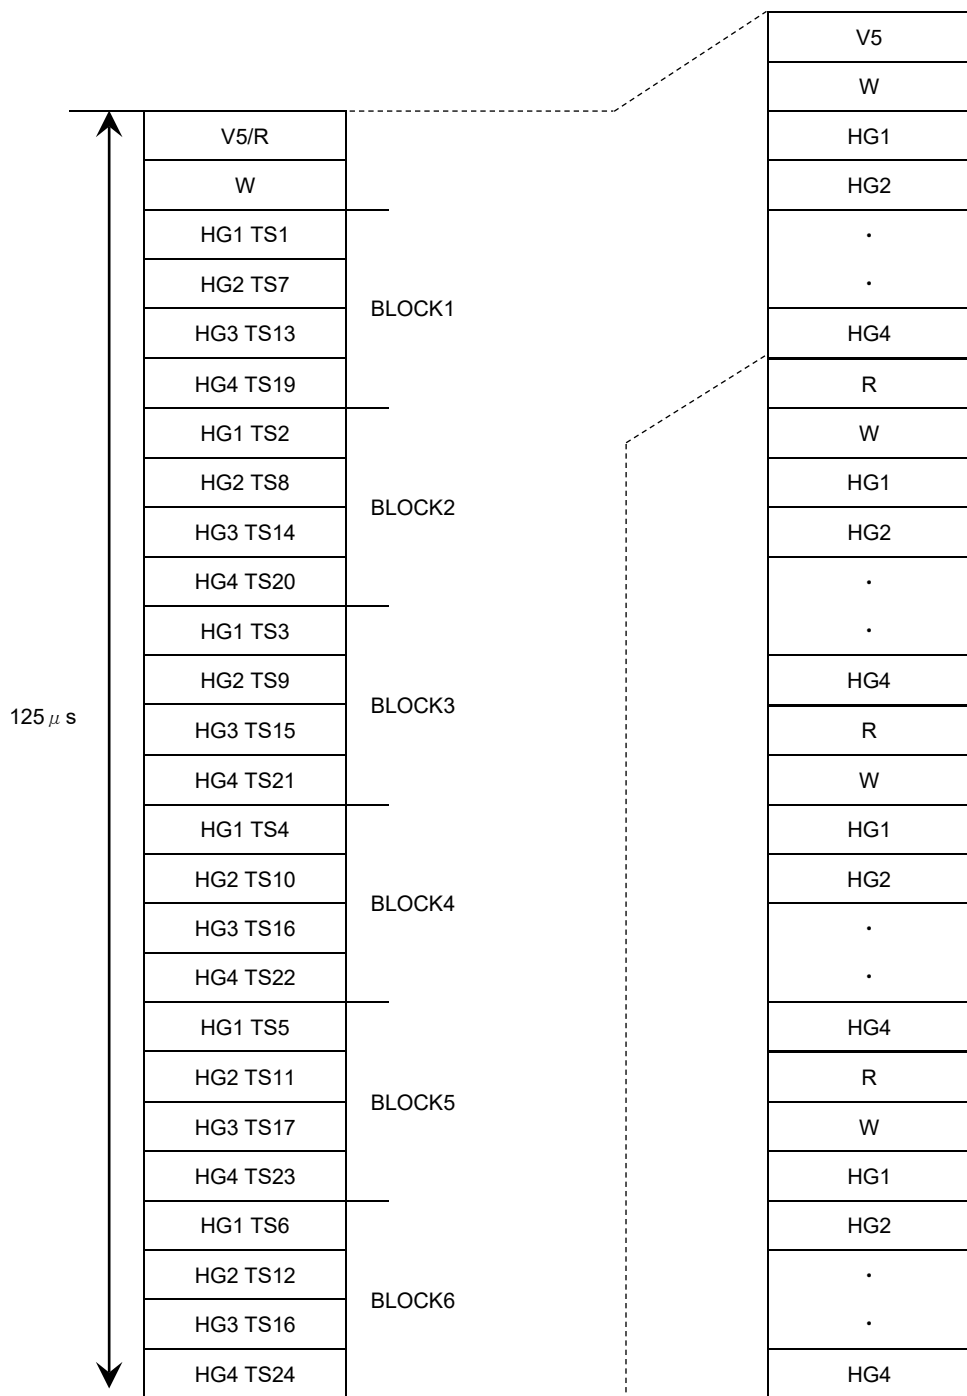 V5/R
W
HG1 TS1
HG2 TS7
HG3 TS13
HG4 TS19
HG1 TS2
HG2 TS8
HG3 TS14
HG4 TS20
HG1 TS3
HG2 TS9
HG3 TS15
HG4 TS21
HG1 TS4
HG2 TS10
HG3 TS16
HG4 TS22
HG1 TS5
HG2 TS11
HG3 TS17
HG4 TS23
HG1 TS6
HG2 TS12
HG3 TS16
HG4 TS24
125μs
BLOCK1
BLOCK2
BLOCK3
BLOCK4
BLOCK5
BLOCK6
V5
W
HG1
HG2
・
・
HG4
R
W
HG1
HG2
・
・
HG4
R
W
HG1
HG2
・
・
HG4
R
W
HG1
HG2
・
・
HG4